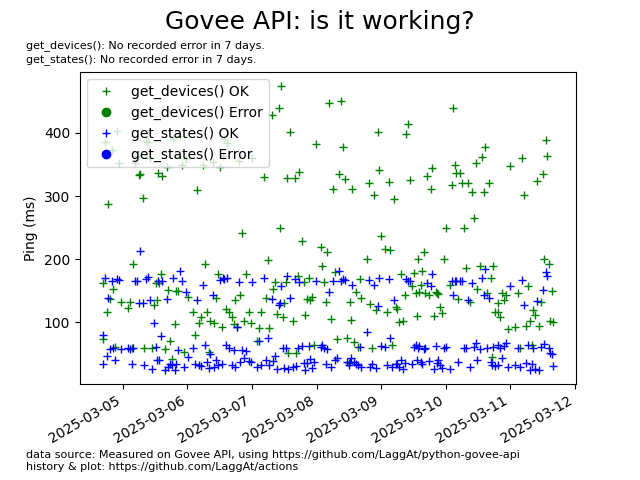 Govee API: is it working?
get_devices(): No recorded error in 7 days.
get_states(): No recorded error in 7 days.
get_devices() OK
get_devices() Error
get_states() OK
get_states() Error
Ping (ms)
400
300
200
100
2025-03-05
2025-03-06
2025-03-07
2025-03-08
2025-03-09
2025-03-10
2025-03-11
2025-03-12
data source: Measured on Govee API, using https://github.com/LaggAt/python-govee-api
history & plot: https://github.com/LaggAt/actions